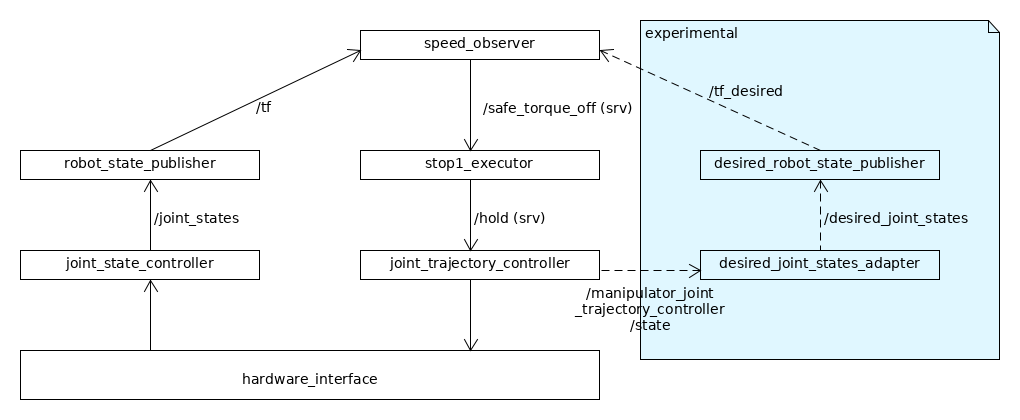 experimental
speed_observer
/tf
/safe_torque_off (srv)
/tf_desired
robot_state_publisher
stop1_executor
desired_robot_state_publisher
/joint_states
/hold (srv)
/desired_joint_states
joint_state_controller
joint_trajectory_controller
desired_joint_states_adapter
/manipulator_joint
_trajectory_controller
/state
hardware_interface